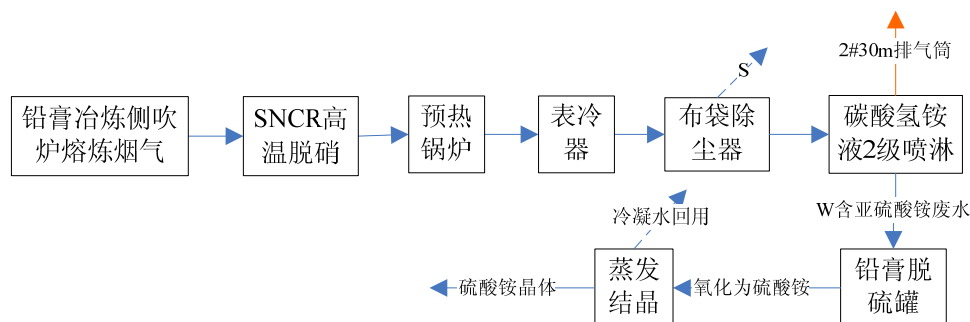 2#30m排气筒
S
铅膏冶炼侧吹
炉熔炼烟气
SNCR高
温脱硝
预热
锅炉
表冷
器
布袋除
尘器
碳酸氢铵
液2级喷淋
冷凝水回用
W含亚硫酸铵废水
硫酸铵晶体
蒸发
结晶
氧化为硫酸铵
铅膏脱
硫罐